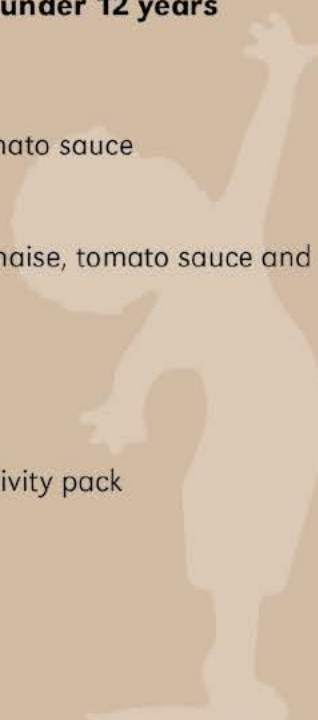 under 12 years
mato sauce
naise, tomato sauce and
ivity pack